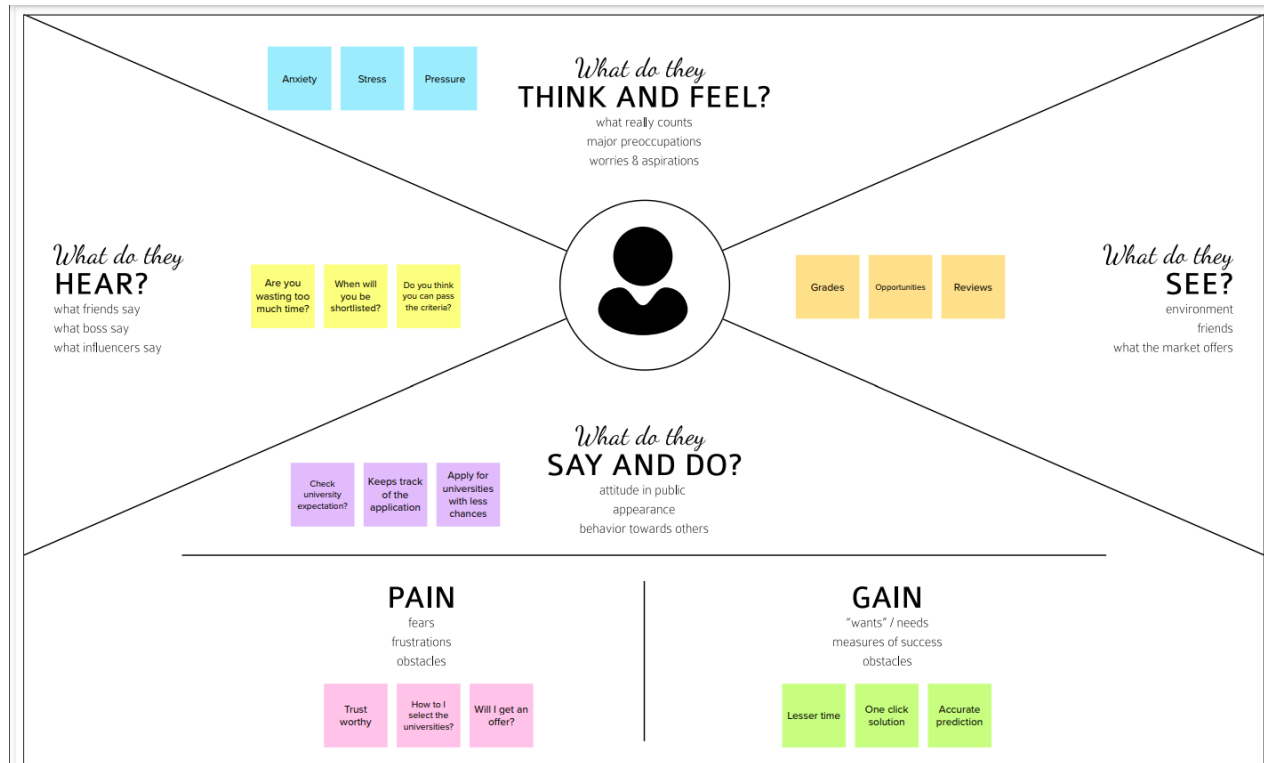 Anxiety
Stress
Pressure
What do they
THINK AND FEEL?
what really counts
major preoccupations
worries & aspirations
What do they
HEAR?
what friends say
what boss say
what influencers say
Are you
wasting too
much time?
When will
you be
shortlisted?
Do you think
you can pass
the criteria?
Grades
Opportunities
Reviews
What do they
SEE?
environment
friends
what the market offers
What do they
SAY AND DO?
attitude in public
appearance
behavior towards others
Check
university
expectation?
Keeps track
of the
application
Apply for
universities
with less
chances
PAIN
fears
frustrations
obstacles
Trust
worthy
How to I
select the
universities?
Will I get an
offer?
GAIN
"wants" / needs
measures of success
obstacles
Lesser time
One click
solution
Accurate
prediction